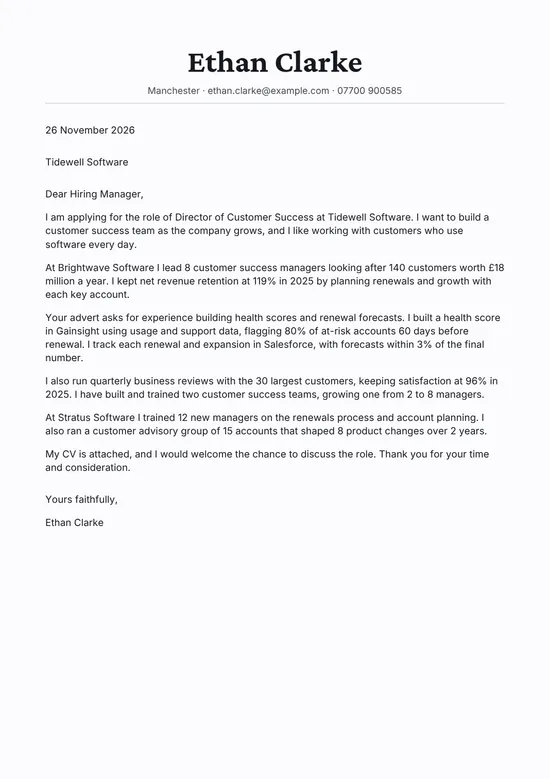 Ethan Clarke
Manchester · ethan.clarke@example.com · 07700 900585
26 November 2026
Tidewell Software
Dear Hiring Manager,
I am applying for the role of Director of Customer Success at Tidewell Software. I want to build a
customer success team as the company grows, and I like working with customers who use
software every day.
At Brightwave Software I lead 8 customer success managers looking after 140 customers worth £18
million a year. I kept net revenue retention at 119% in 2025 by planning renewals and growth with
each key account.
Your advert asks for experience building health scores and renewal forecasts. I built a health score
in Gainsight using usage and support data, flagging 80% of at-risk accounts 60 days before
renewal. I track each renewal and expansion in Salesforce, with forecasts within 3% of the final
number.
I also run quarterly business reviews with the 30 largest customers, keeping satisfaction at 96% in
2025. I have built and trained two customer success teams, growing one from 2 to 8 managers.
At Stratus Software I trained 12 new managers on the renewals process and account planning. I
also ran a customer advisory group of 15 accounts that shaped 8 product changes over 2 years.
My CV is attached, and I would welcome the chance to discuss the role. Thank you for your time
and consideration.
Yours faithfully,
Ethan Clarke